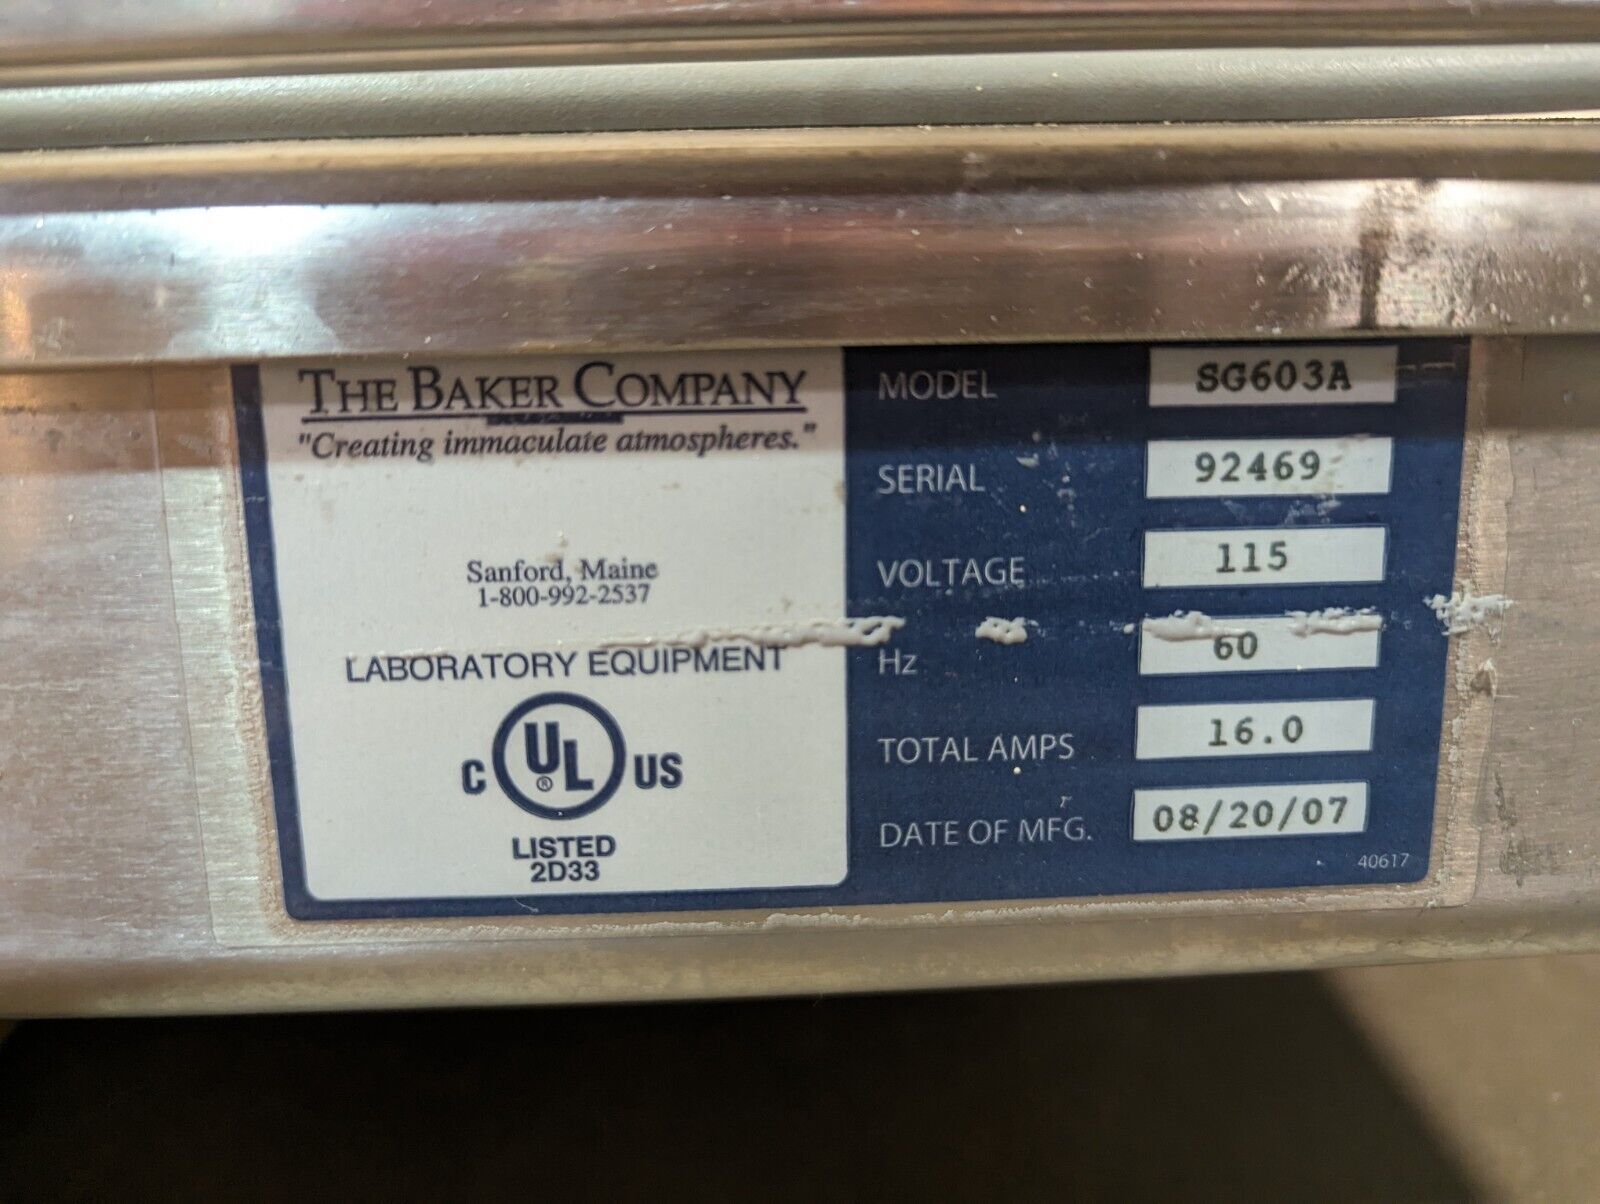 THE BAKER COMPANY
"Creating immaculate atmospheres."
Sanford, Maine
1-800-992-2537
LABORATORY EQUIPMENT
C UL ® US
LISTED
2D33
MODEL SG603A
SERIAL 92469
VOLTAGE 115
Hz 60
TOTAL AMPS 16.0
DATE OF MFG. 08/20/07
40617